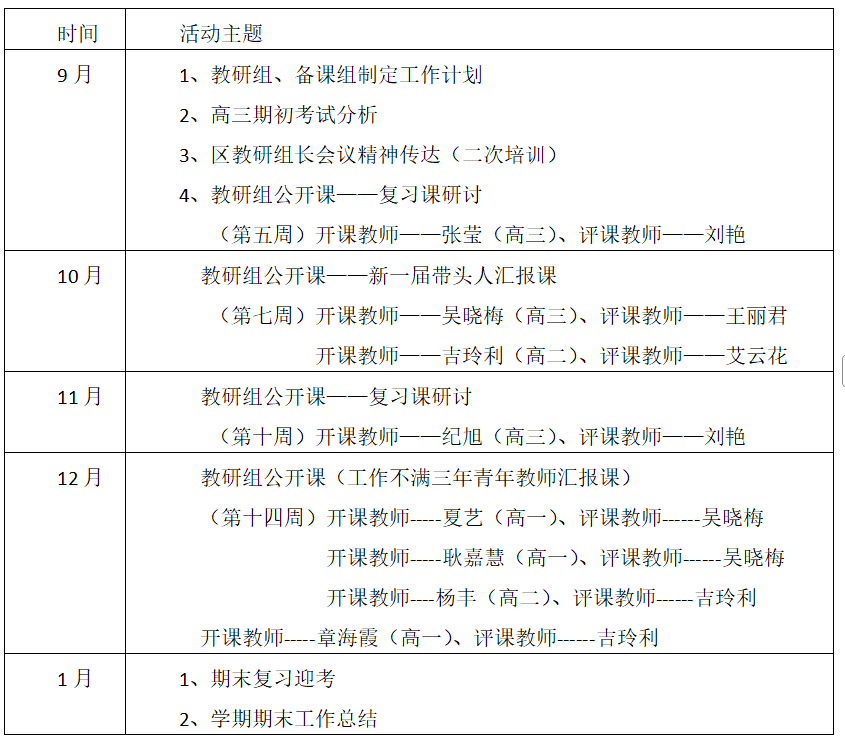 时间 活动主题
9 月 1、教研组、备课组制定工作计划
2、高三期初考试分析
3、区教研组长会议精神传达（二次培训）
4、教研组公开课——复习课研讨
（第五周）开课教师——张莹（高三）、评课教师——刘艳
10 月 教研组公开课——新一届带头人汇报课
（第七周）开课教师——吴晓梅（高三）、评课教师——王丽君
开课教师——吉玲利（高二）、评课教师——艾云花
11 月 教研组公开课——复习课研讨
（第十周）开课教师——纪旭（高三）、评课教师——刘艳
12 月 教研组公开课（工作不满三年青年教师汇报课）
（第十四周）开课教师-----夏艺（高一）、评课教师------吴晓梅
开课教师-----耿嘉慧（高一）、评课教师------吴晓梅
开课教师----杨丰（高二）、评课教师------吉玲利
开课教师-----章海霞（高一）、评课教师------吉玲利
1 月 1、期末复习迎考
2、学期期末工作总结